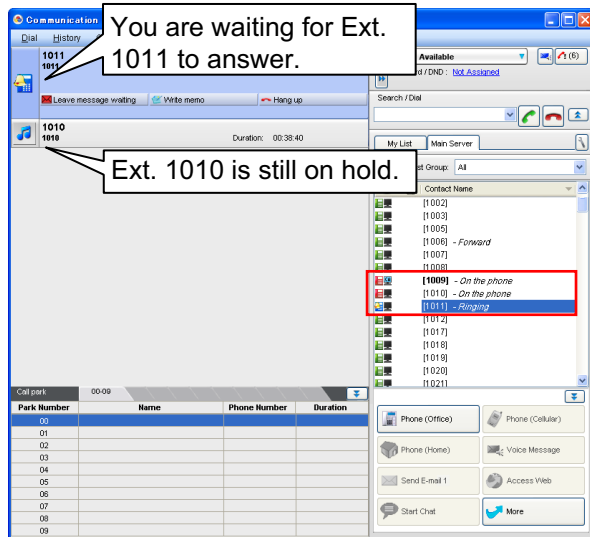 Communication
You are waiting for Ext.
1011 to answer.
Dial History
1011
1011
Available (6)
d / DND : Not Assigned
Leave message waiting Write memo Hang up
Search / Dial
1010
1010
Duration: 00:38:40
My List Main Server
Ext. 1010 is still on hold.
st Group: All
Contact Name
[1002]
[1003]
[1005]
[1006] - Forward
[1007]
[1008]
[1009] - On the phone
[1010] - On the phone
[1011] - Ringing
[1012]
[1017]
[1018]
[1019]
[1020]
[1021]
Call park 00-09
Park Number Name Phone Number Duration
00
01
02
03
04
05
06
07
08
09
Phone (Office) Phone (Cellular)
Phone (Home) Voice Message
Send E-mail 1 Access Web
Start Chat More